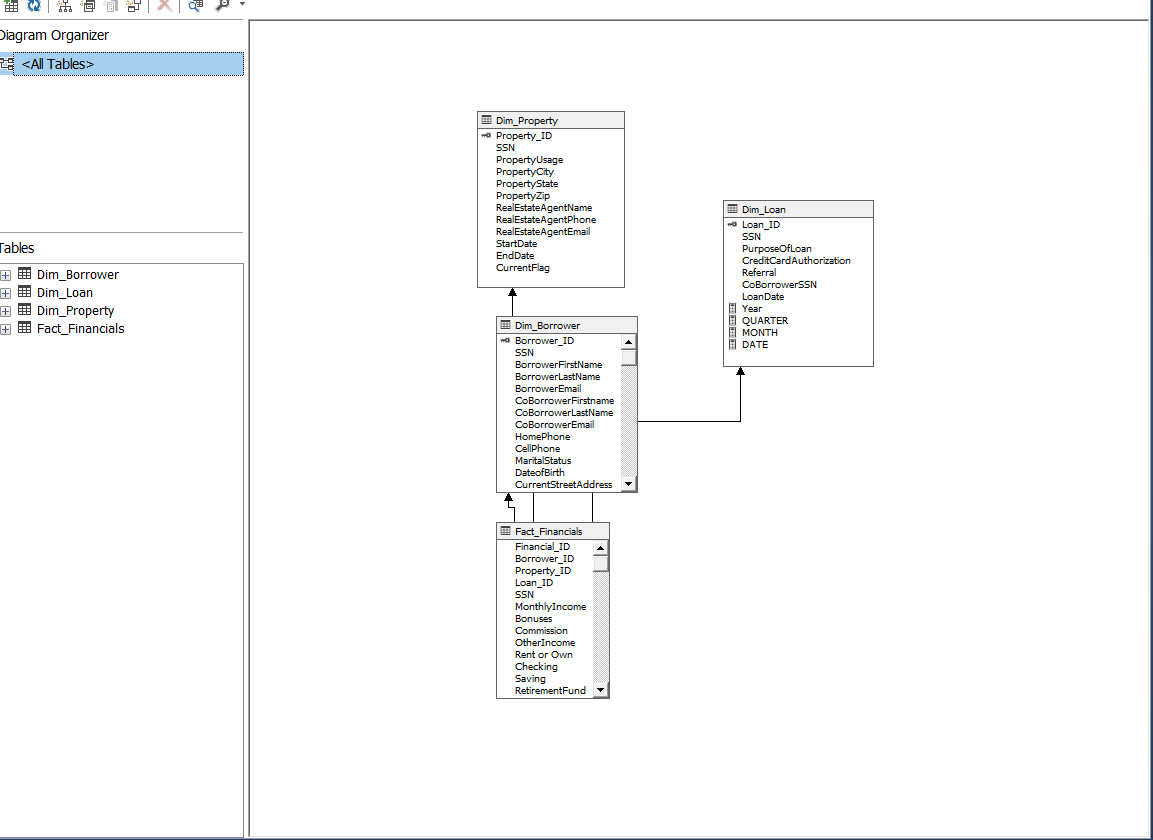 Diagram Organizer
<All Tables>
Tables
Dim_Borrower
Dim_Loan
Dim_Property
Fact_Financials
Dim_Property
Property_ID
SSN
PropertyUsage
PropertyCity
PropertyState
PropertyZip
RealEstateAgentName
RealEstateAgentPhone
RealEstateAgentEmail
StartDate
EndDate
CurrentFlag
Dim_Loan
Loan_ID
SSN
PurposeOfLoan
CreditCardAuthorization
Referral
CoBorrowerSSN
LoanDate
Year
QUARTER
MONTH
DATE
Dim_Borrower
Borrower_ID
SSN
BorrowerFirstName
BorrowerLastName
BorrowerEmail
CoBorrowerFirstname
CoBorrowerLastName
CoBorrowerEmail
HomePhone
CellPhone
MaritalStatus
DateofBirth
CurrentStreetAddress
Fact_Financials
Financial_ID
Borrower_ID
Property_ID
Loan_ID
SSN
MonthlyIncome
Bonuses
Commission
OtherIncome
Rent or Own
Checking
Saving
RetirementFund